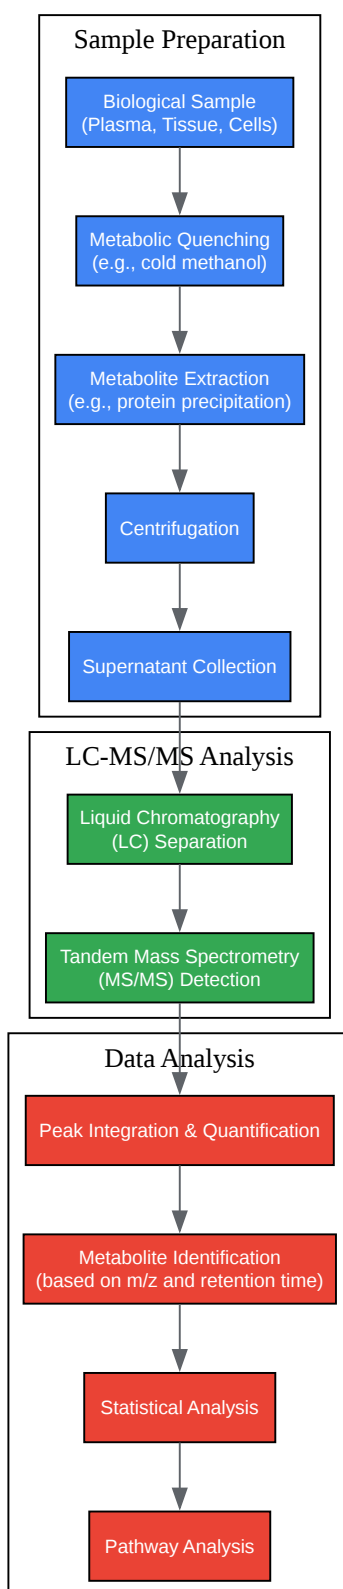 Sample Preparation
Biological Sample
(Plasma, Tissue, Cells)
Metabolic Quenching
(e.g., cold methanol)
Metabolite Extraction
(e.g., protein precipitation)
Centrifugation
Supernatant Collection
LC-MS/MS Analysis
Liquid Chromatography
(LC) Separation
Tandem Mass Spectrometry
(MS/MS) Detection
Data Analysis
Peak Integration & Quantification
Metabolite Identification
(based on m/z and retention time)
Statistical Analysis
Pathway Analysis